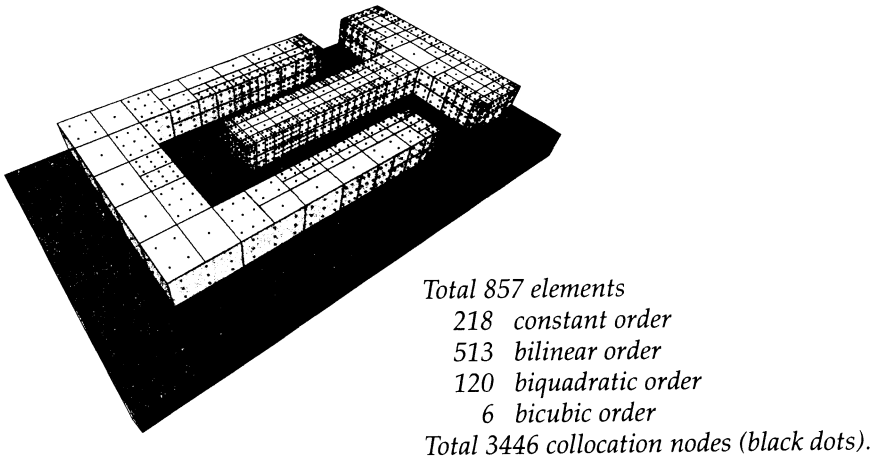 Total 857 elements
218 constant order
513 bilinear order
120 biquadratic order
6 bicubic order
Total 3446 collocation nodes (black dots).